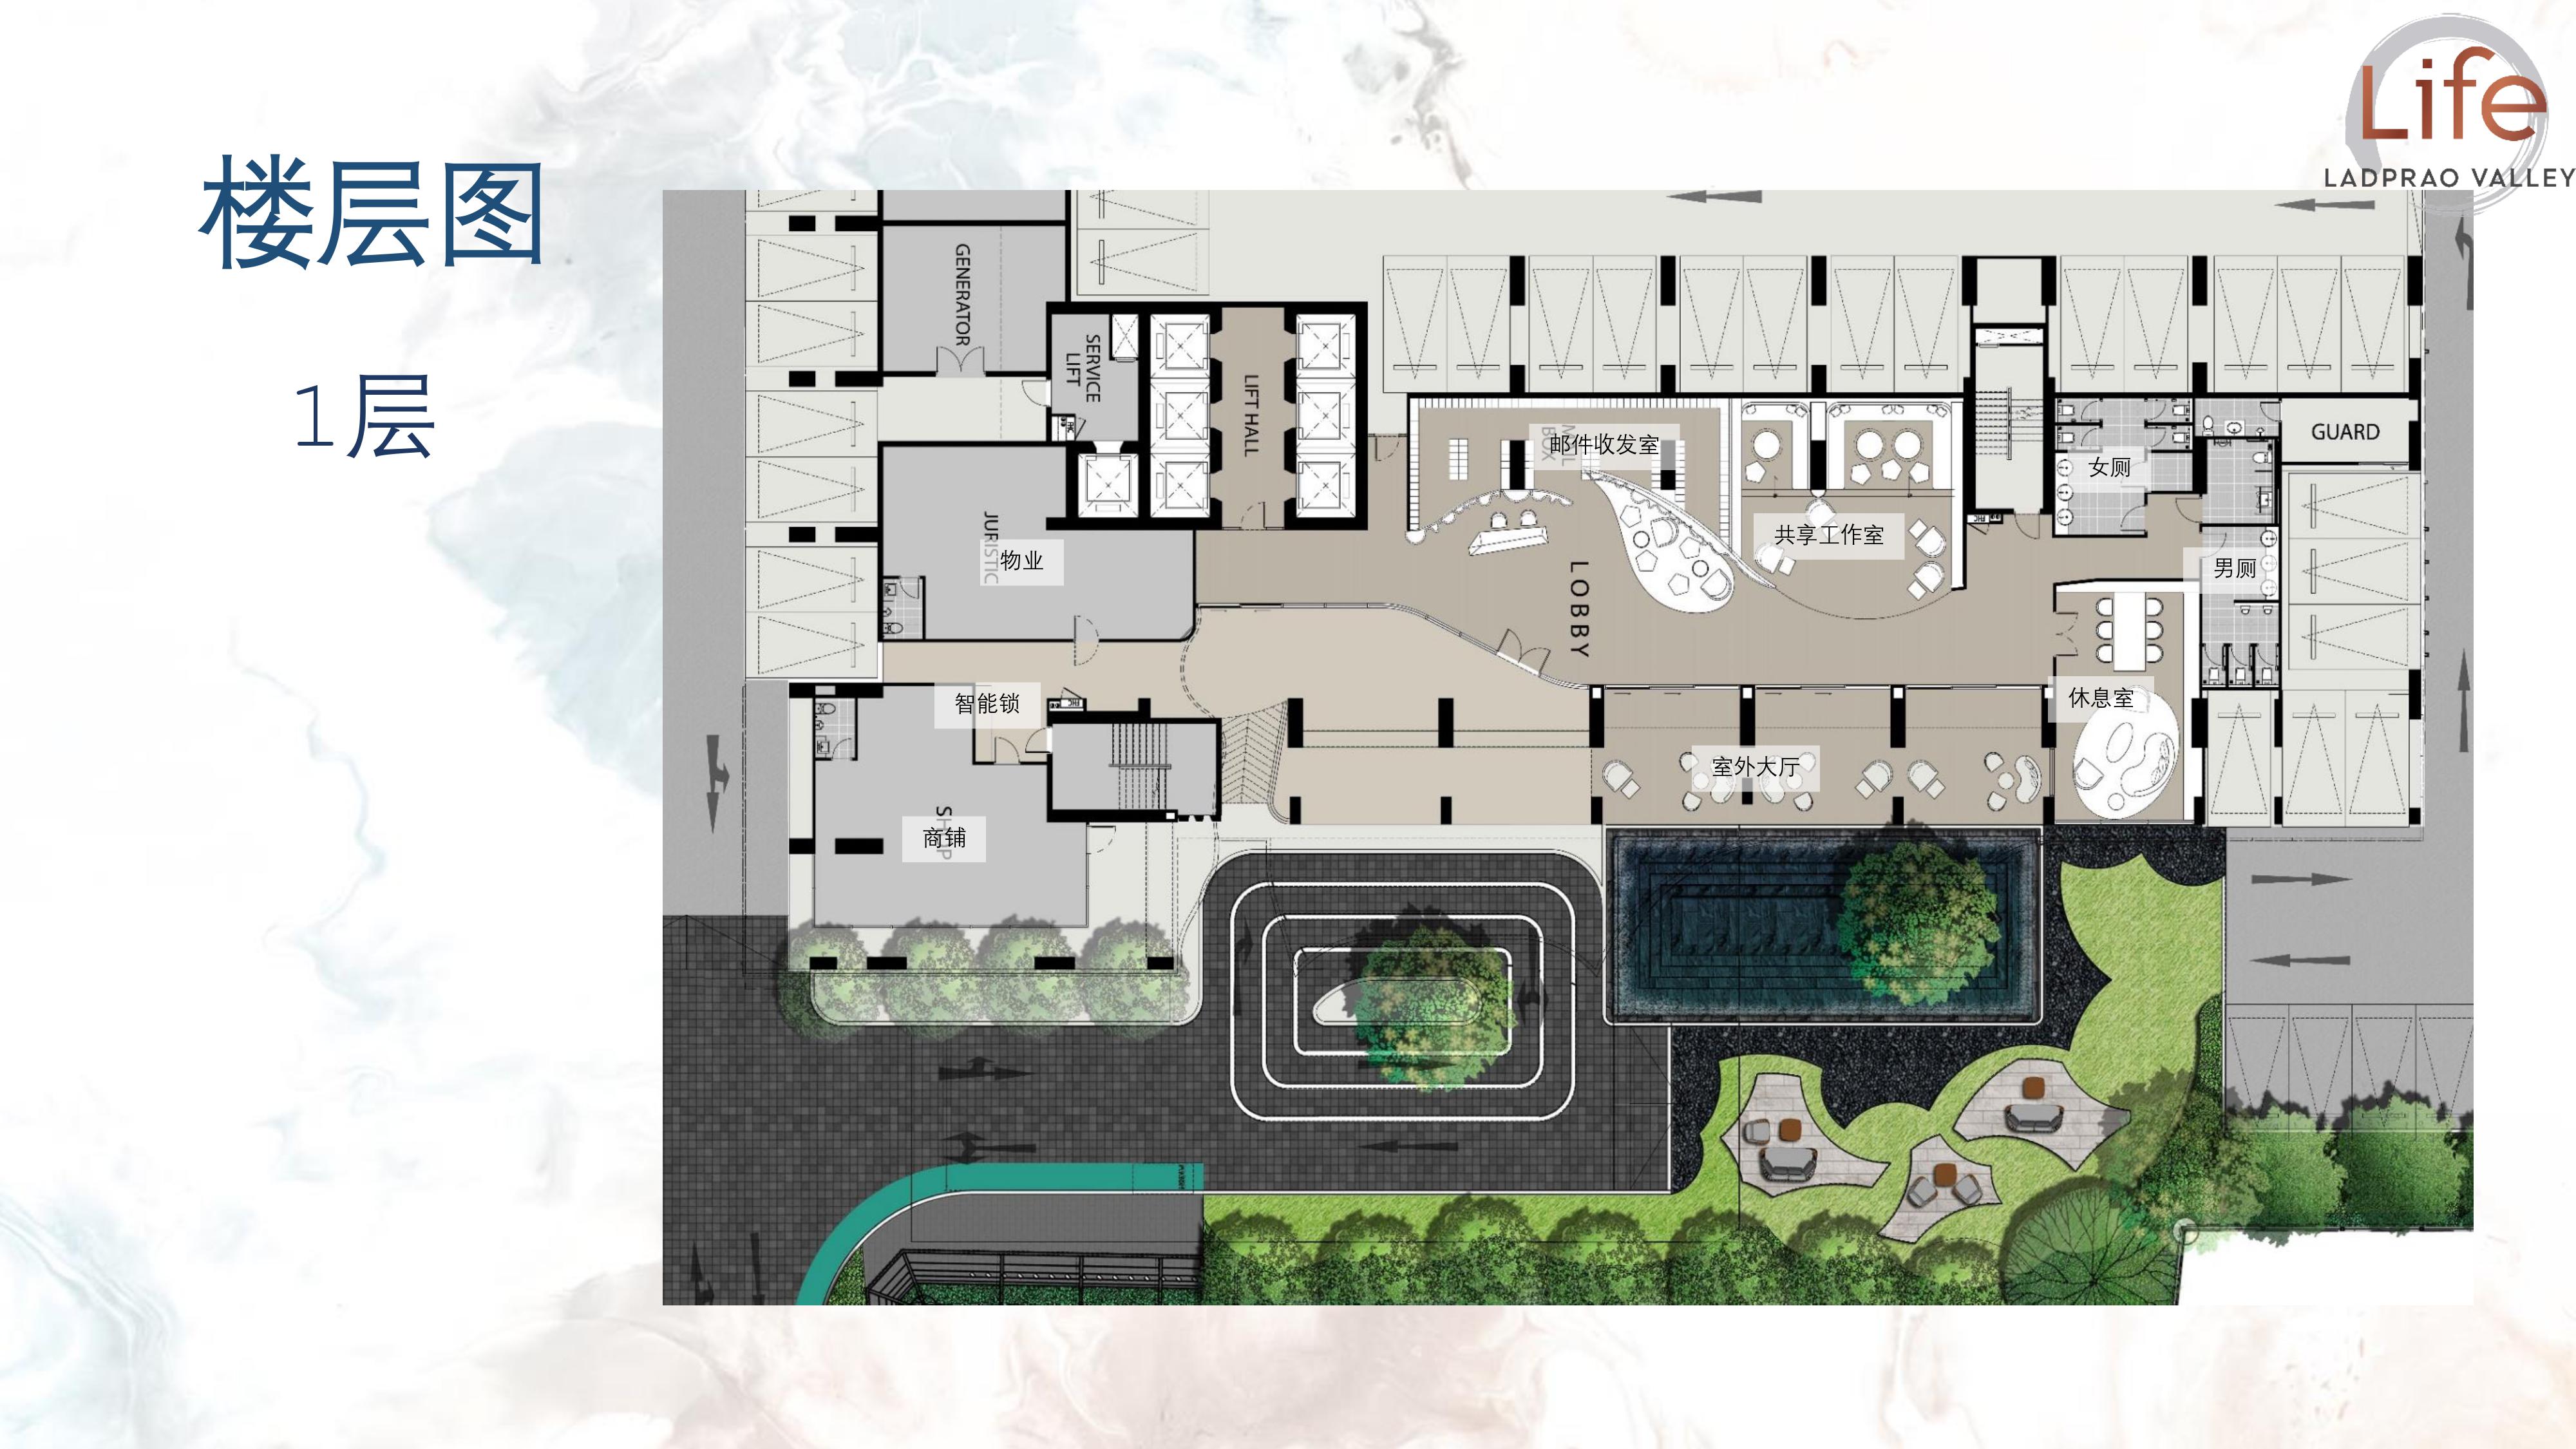 Life
LADPRAO VALLEY
楼层图
1层
GENERATOR
SERVICE
LIFT
LIFT HALL
邮件收发室
GUARD
女厕
共享工作室
JURISTIC
物业
男厕
LOBBY
智能锁
休息室
室外大厅
SHOP
商铺